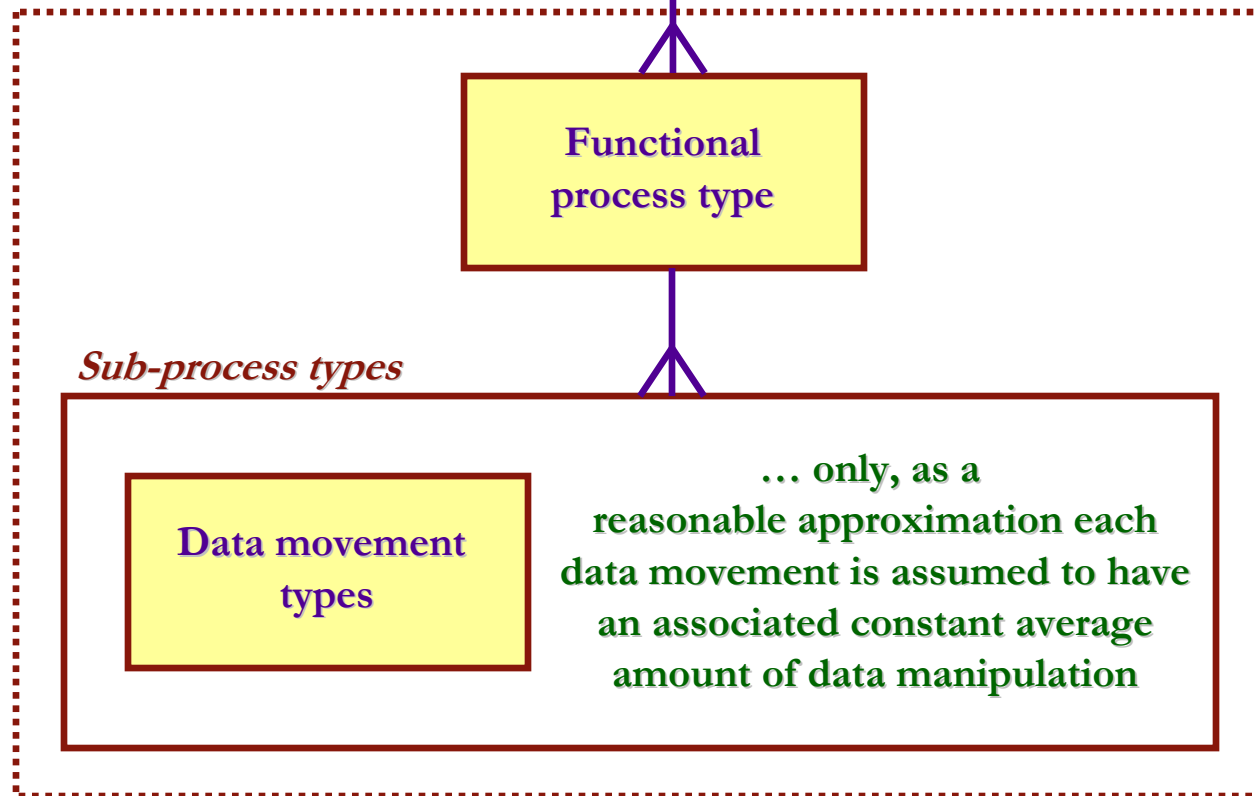 Functional
process type
Sub-process types
Data movement
types
… only, as a
reasonable approximation each
data movement is assumed to have
an associated constant average
amount of data manipulation